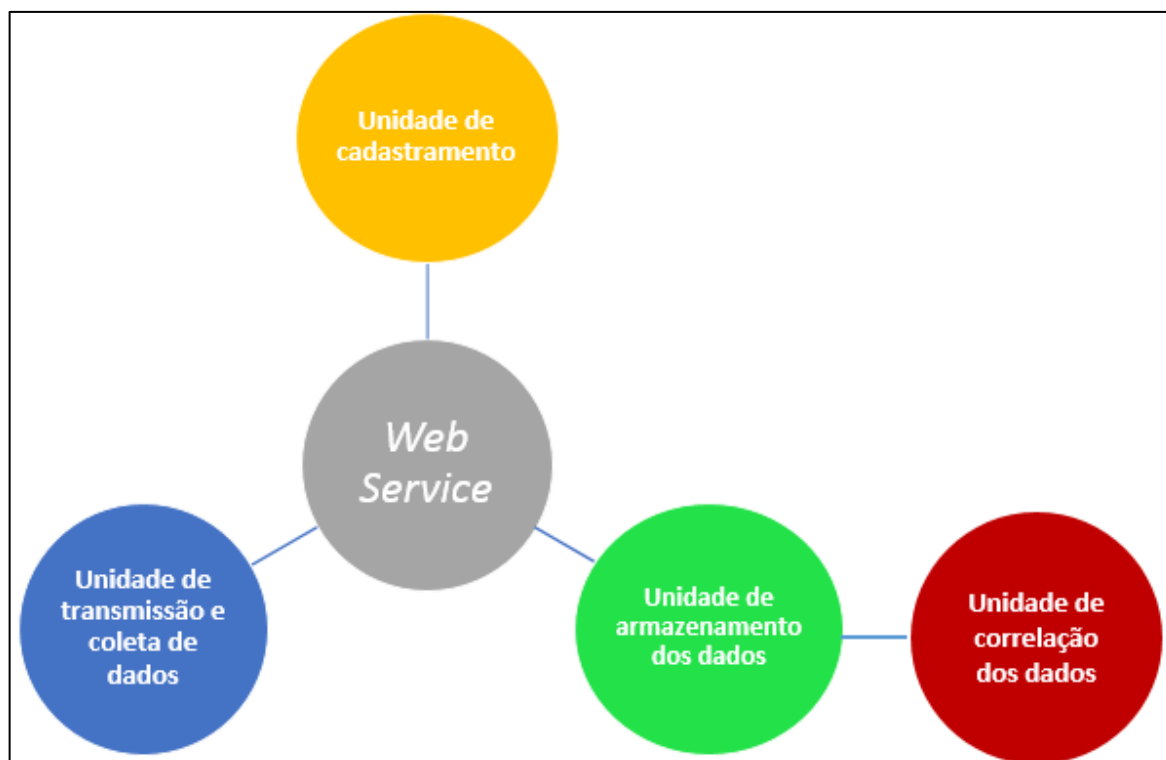 Unidade de
cadastramento
Web
Service
Unidade de
transmissão e
coleta de
dados
Unidade de
armazenamento
dos dados
Unidade de
correlação
dos dados